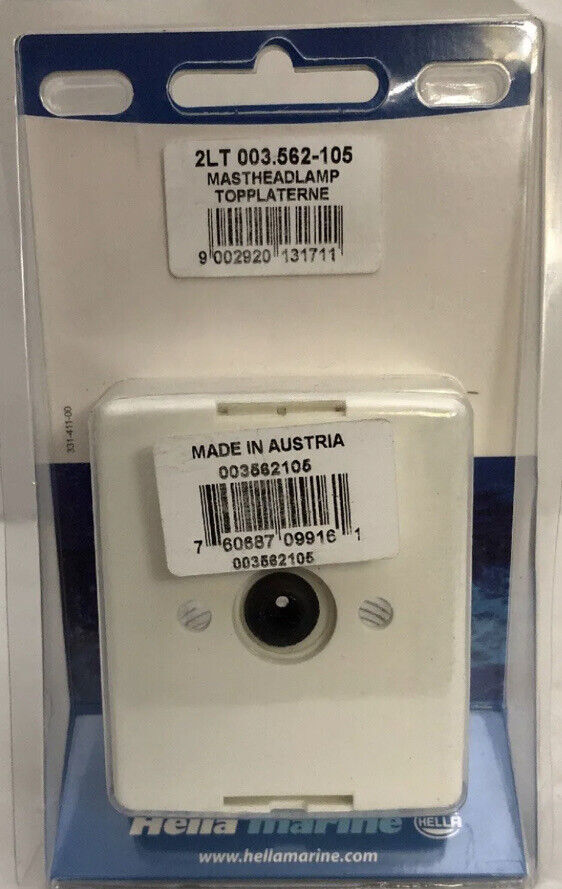 2LT 003.562-105
MASTHEADLAMP
TOPPLATERNE
9 002920 131711
331-411-00
MADE IN AUSTRIA
003562105
7 60687 09916 1
003562105
Hella marine HELLA
www.hellamarine.com